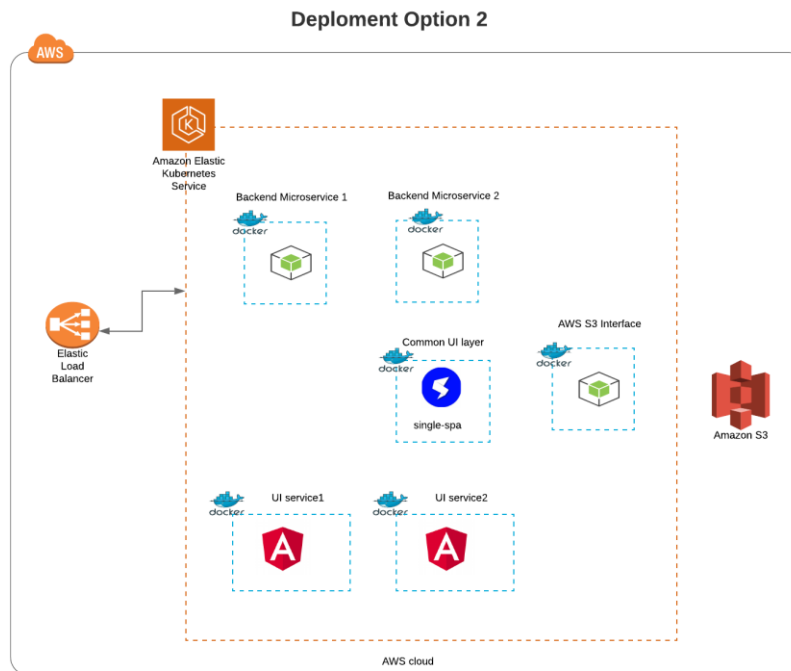 Deploment Option 2
AWS
Amazon Elastic
Kubernetes
Service
Backend Microservice 1
Backend Microservice 2
docker
docker
AWS S3 Interface
Elastic
Load
Balancer
Common UI layer
docker
docker
single-spa
Amazon S3
UI service1
UI service2
docker
docker
AWS cloud